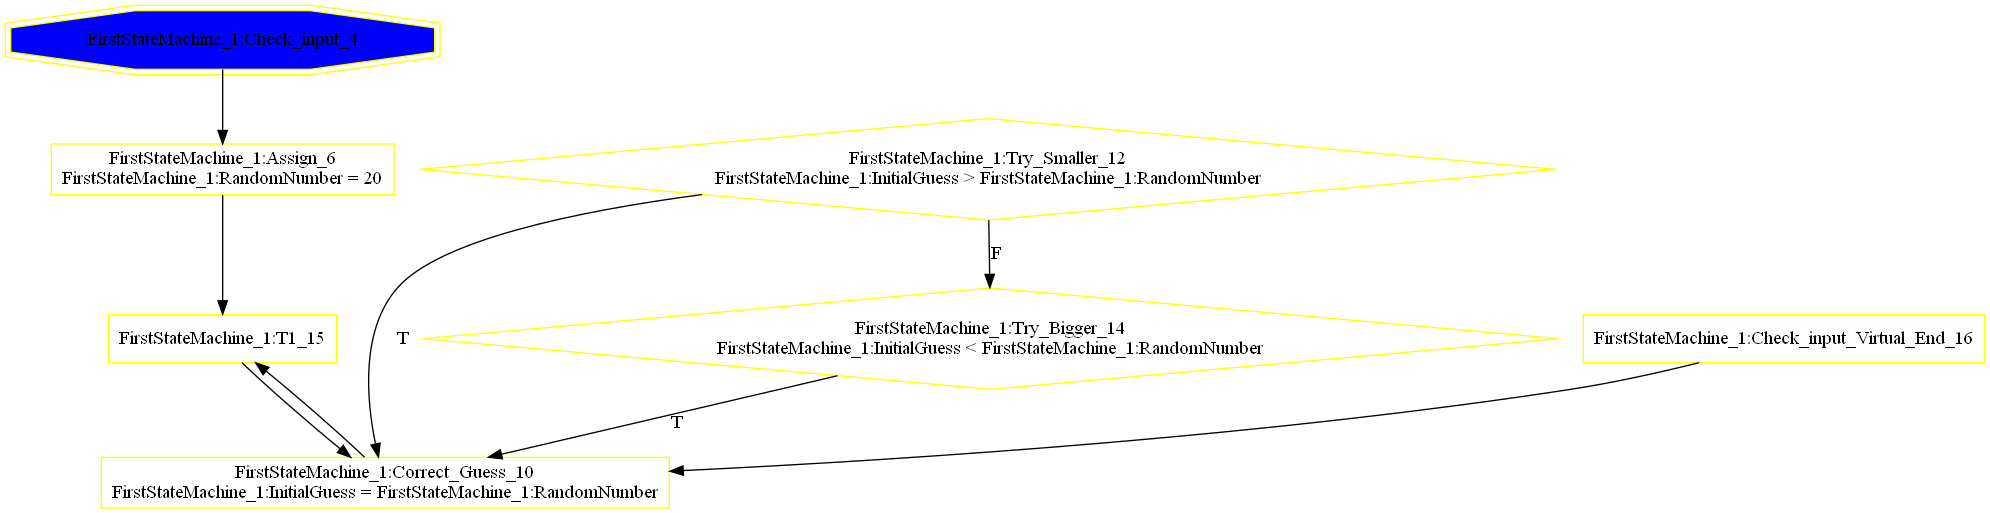 FirstStateMachine_1:Check_input_4
FirstStateMachine_1:Assign_6
FirstStateMachine_1:RandomNumber = 20
FirstStateMachine_1:Try_Smaller_12
FirstStateMachine_1:InitialGuess > FirstStateMachine_1:RandomNumber
F
FirstStateMachine_1:T1_15
T
FirstStateMachine_1:Try_Bigger_14
FirstStateMachine_1:InitialGuess < FirstStateMachine_1:RandomNumber
FirstStateMachine_1:Check_input_Virtual_End_16
T
FirstStateMachine_1:Correct_Guess_10
FirstStateMachine_1:InitialGuess = FirstStateMachine_1:RandomNumber